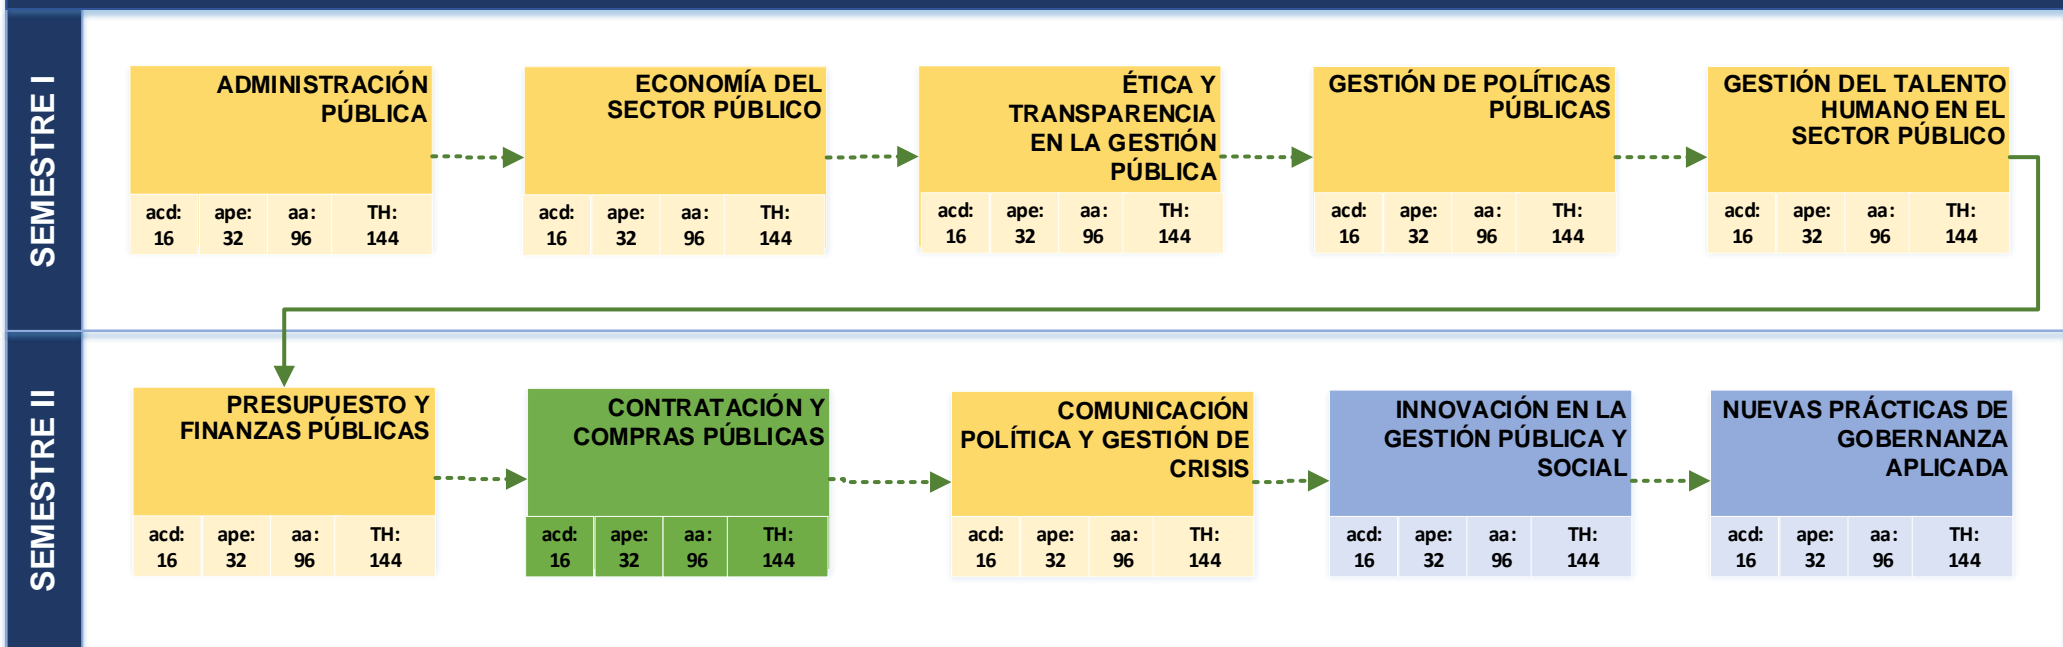 SEMESTRE I
ADMINISTRACIÓN
PÚBLICA
acd: ape: aa: TH:
16 32 96 144
ECONOMÍA DEL
SECTOR PÚBLICO
acd: ape: aa: TH:
16 32 96 144
ÉTICA Y
TRANSPARENCIA
EN LA GESTIÓN
PÚBLICA
acd: ape: aa: TH:
16 32 96 144
GESTIÓN DE POLÍTICAS
PÚBLICAS
acd: ape: aa: TH:
16 32 96 144
GESTIÓN DEL TALENTO
HUMANO EN EL
SECTOR PÚBLICO
acd: ape: aa: TH:
16 32 96 144
SEMESTRE II
PRESUPUESTO Y
FINANZAS PÚBLICAS
acd: ape: aa: TH:
16 32 96 144
CONTRATACIÓN Y
COMPRAS PÚBLICAS
acd: ape: aa: TH:
16 32 96 144
COMUNICACIÓN
POLÍTICA Y GESTIÓN DE
CRISIS
acd: ape: aa: TH:
16 32 96 144
INNOVACIÓN EN LA
GESTIÓN PÚBLICA Y
SOCIAL
acd: ape: aa: TH:
16 32 96 144
NUEVAS PRÁCTICAS DE
GOBERNANZA
APLICADA
acd: ape: aa: TH:
16 32 96 144